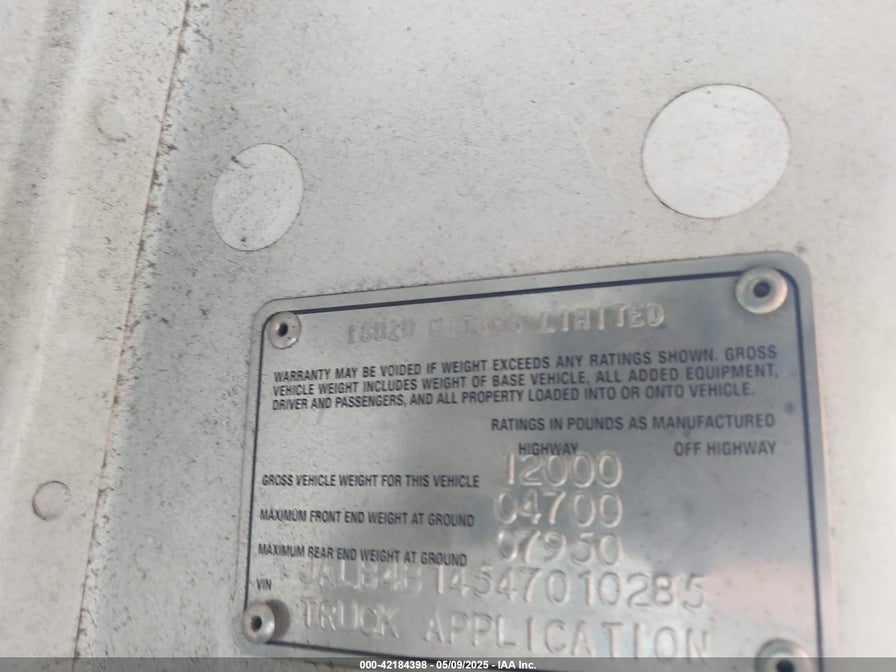 ISUZU MOTORS LIMITED
WARRANTY MAY BE VOIDED IF WEIGHT EXCEEDS ANY RATINGS SHOWN. GROSS
VEHICLE WEIGHT INCLUDES WEIGHT OF BASE VEHICLE, ALL ADDED EQUIPMENT,
DRIVER AND PASSENGERS, AND ALL PROPERTY LOADED INTO OR ONTO VEHICLE.
RATINGS IN POUNDS AS MANUFACTURED
HIGHWAY OFF HIGHWAY
GROSS VEHICLE WEIGHT FOR THIS VEHICLE 12000
MAXIMUM FRONT END WEIGHT AT GROUND 04700
MAXIMUM REAR END WEIGHT AT GROUND 07950
VIN JALB4B14547010285
TRUCK APPLICATION
000-42184398 - 05/09/2025 - IAA Inc.